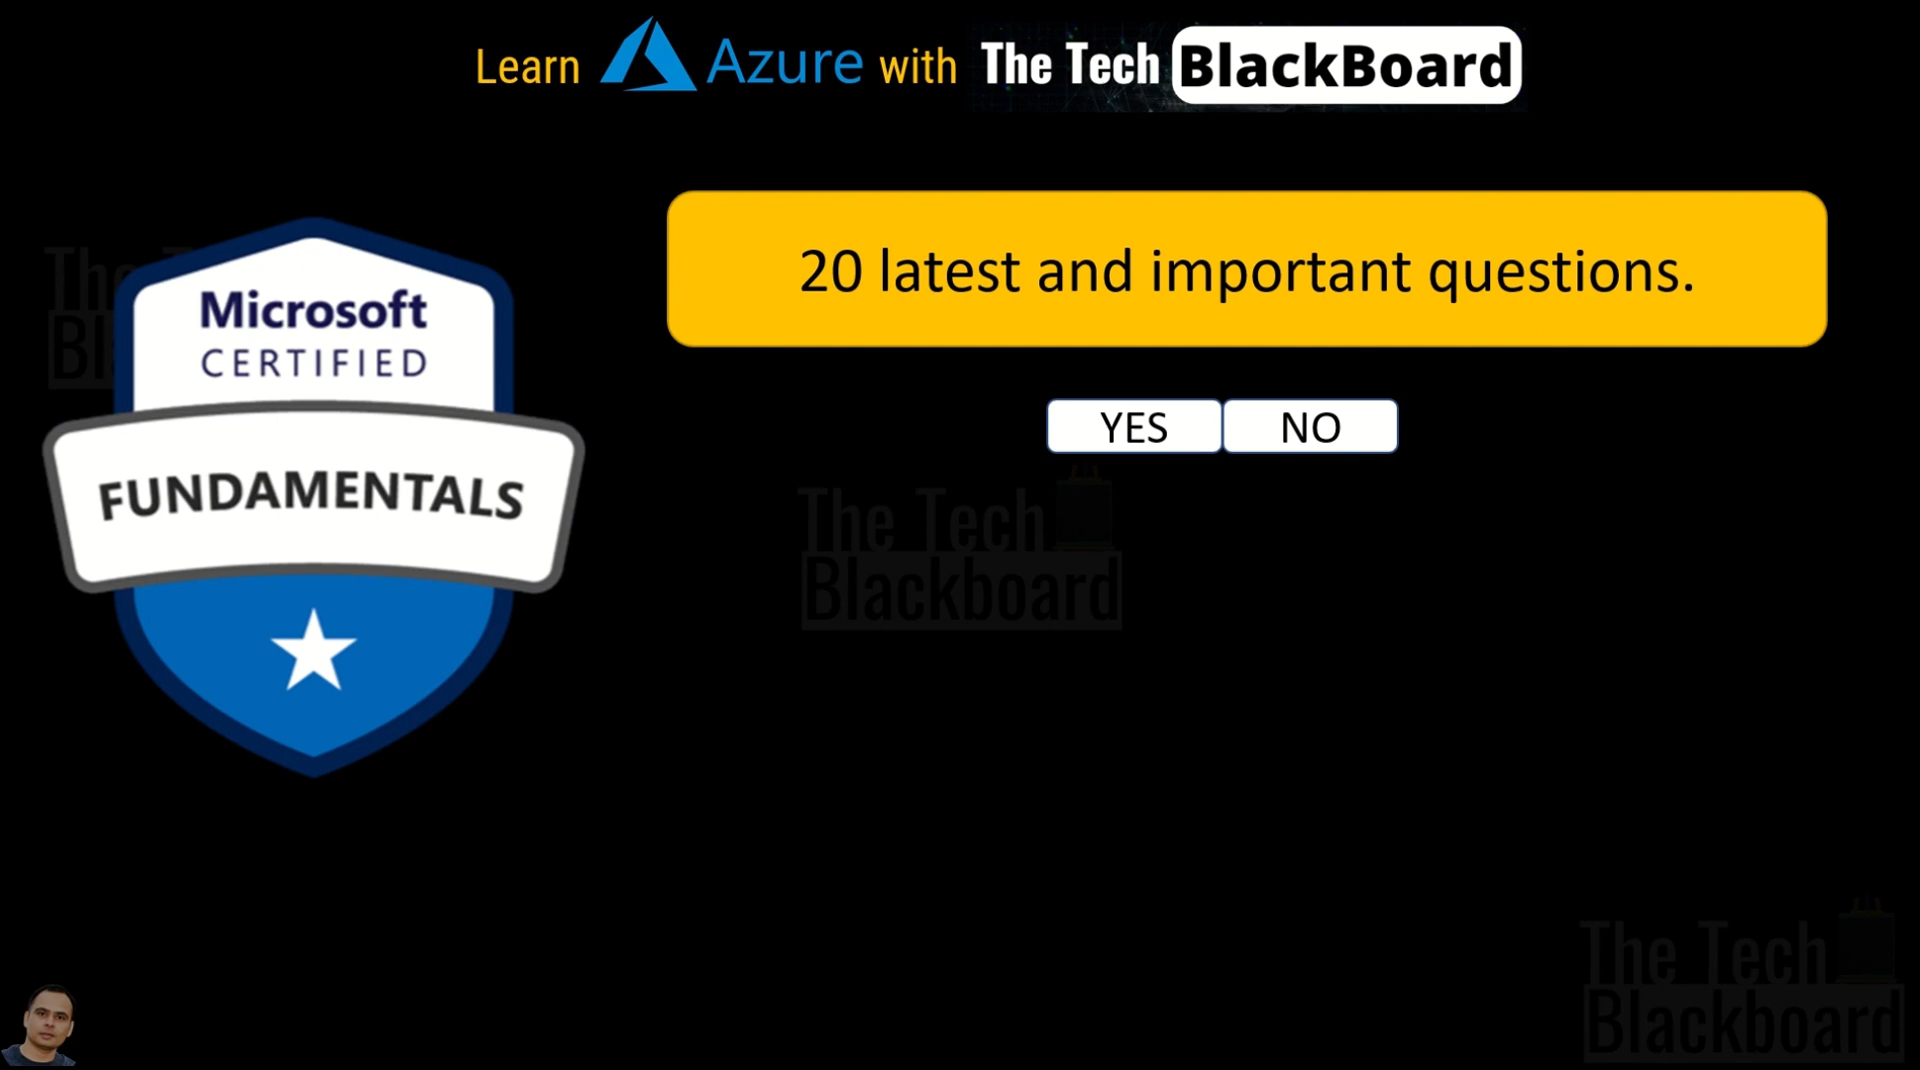 Learn Azure with The Tech BlackBoard
20 latest and important questions.
YES NO
Microsoft
CERTIFIED
FUNDAMENTALS
The Tech
Blackboard
The Tech
Blackboard